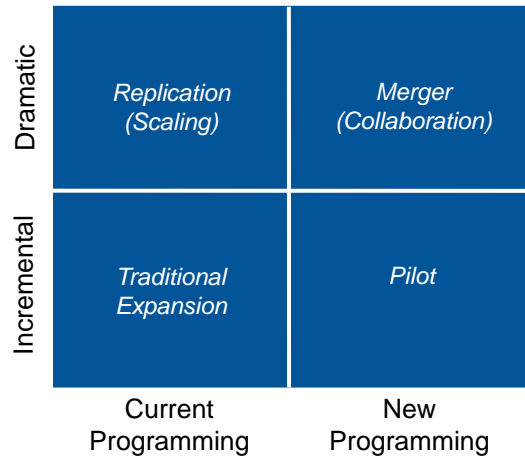 Dramatic
Replication
(Scaling)
Merger
(Collaboration)
Incremental
Traditional
Expansion
Pilot
Current
Programming
New
Programming